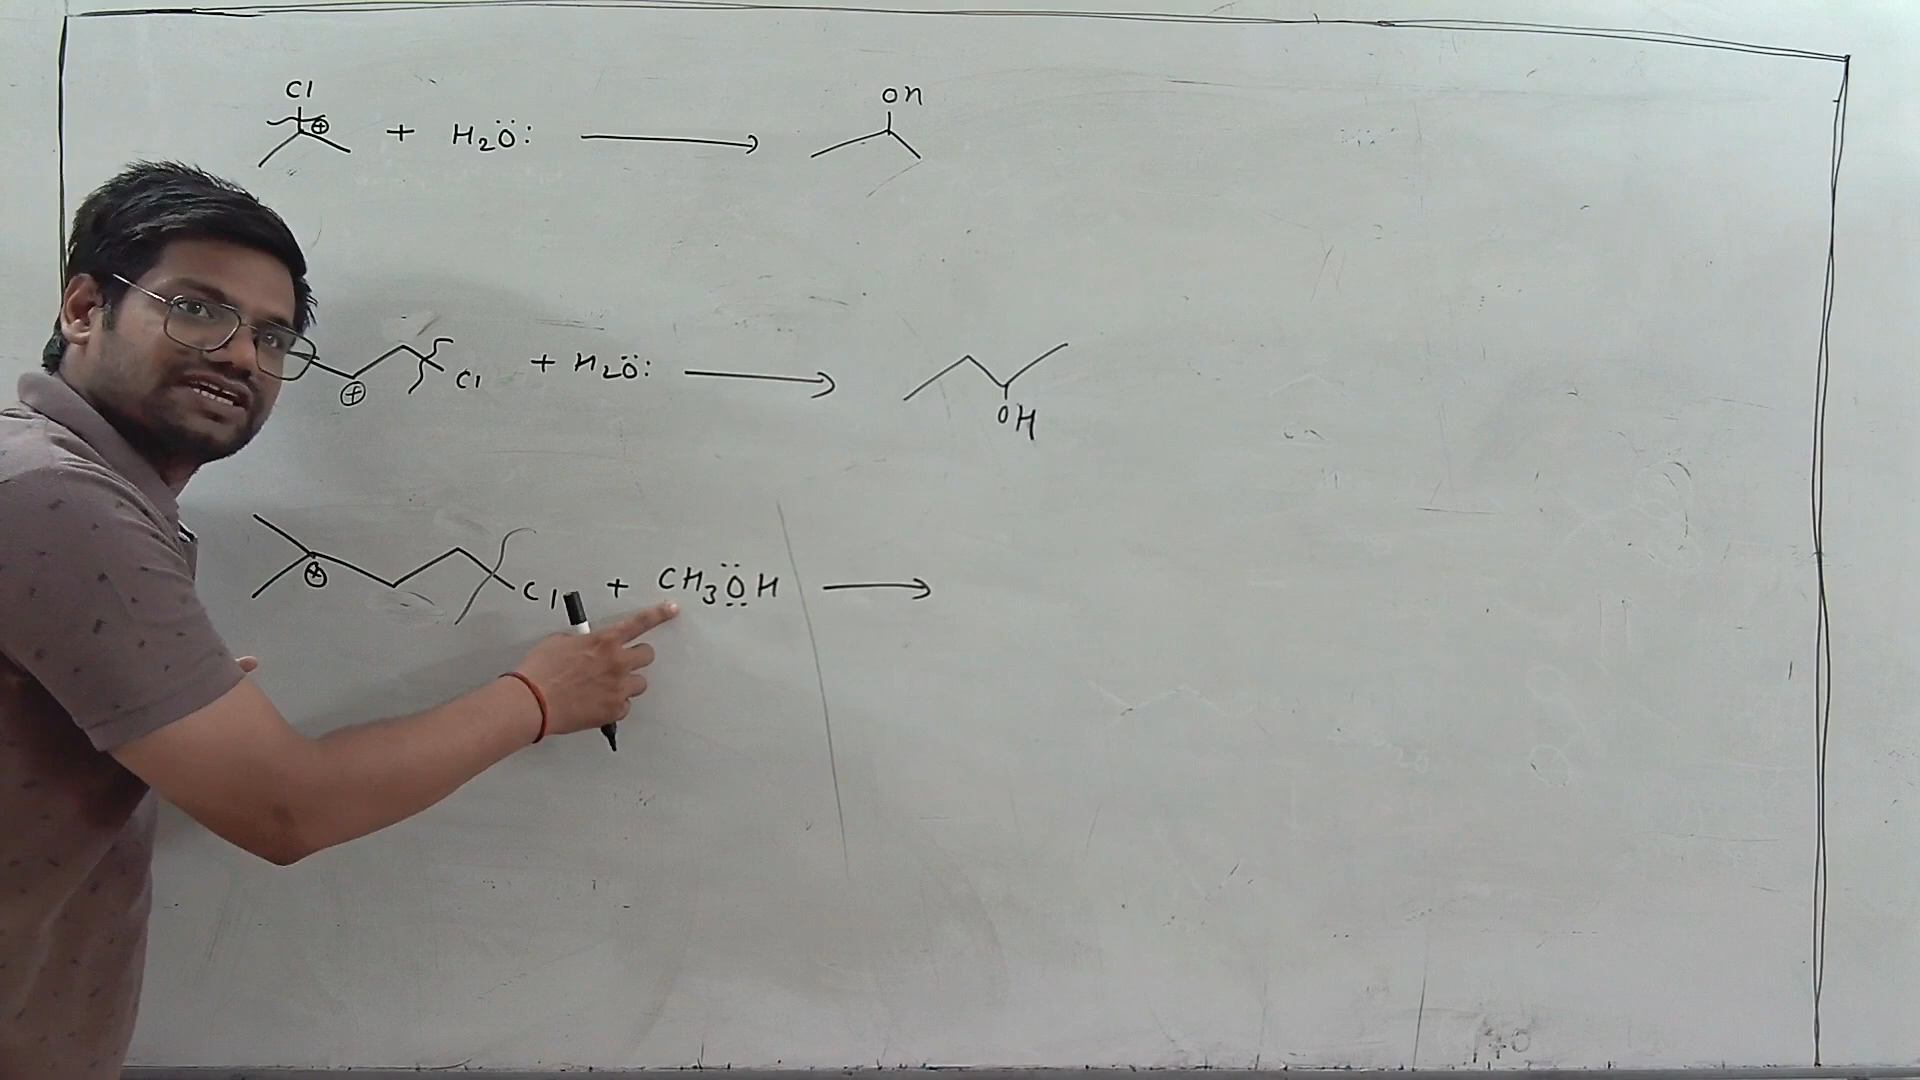 Cl
⊕ + H2Ö: ⟶ OH
⊕ Cl + H2Ö: ⟶ OH
⊕ Cl + CH3ÖH ⟶